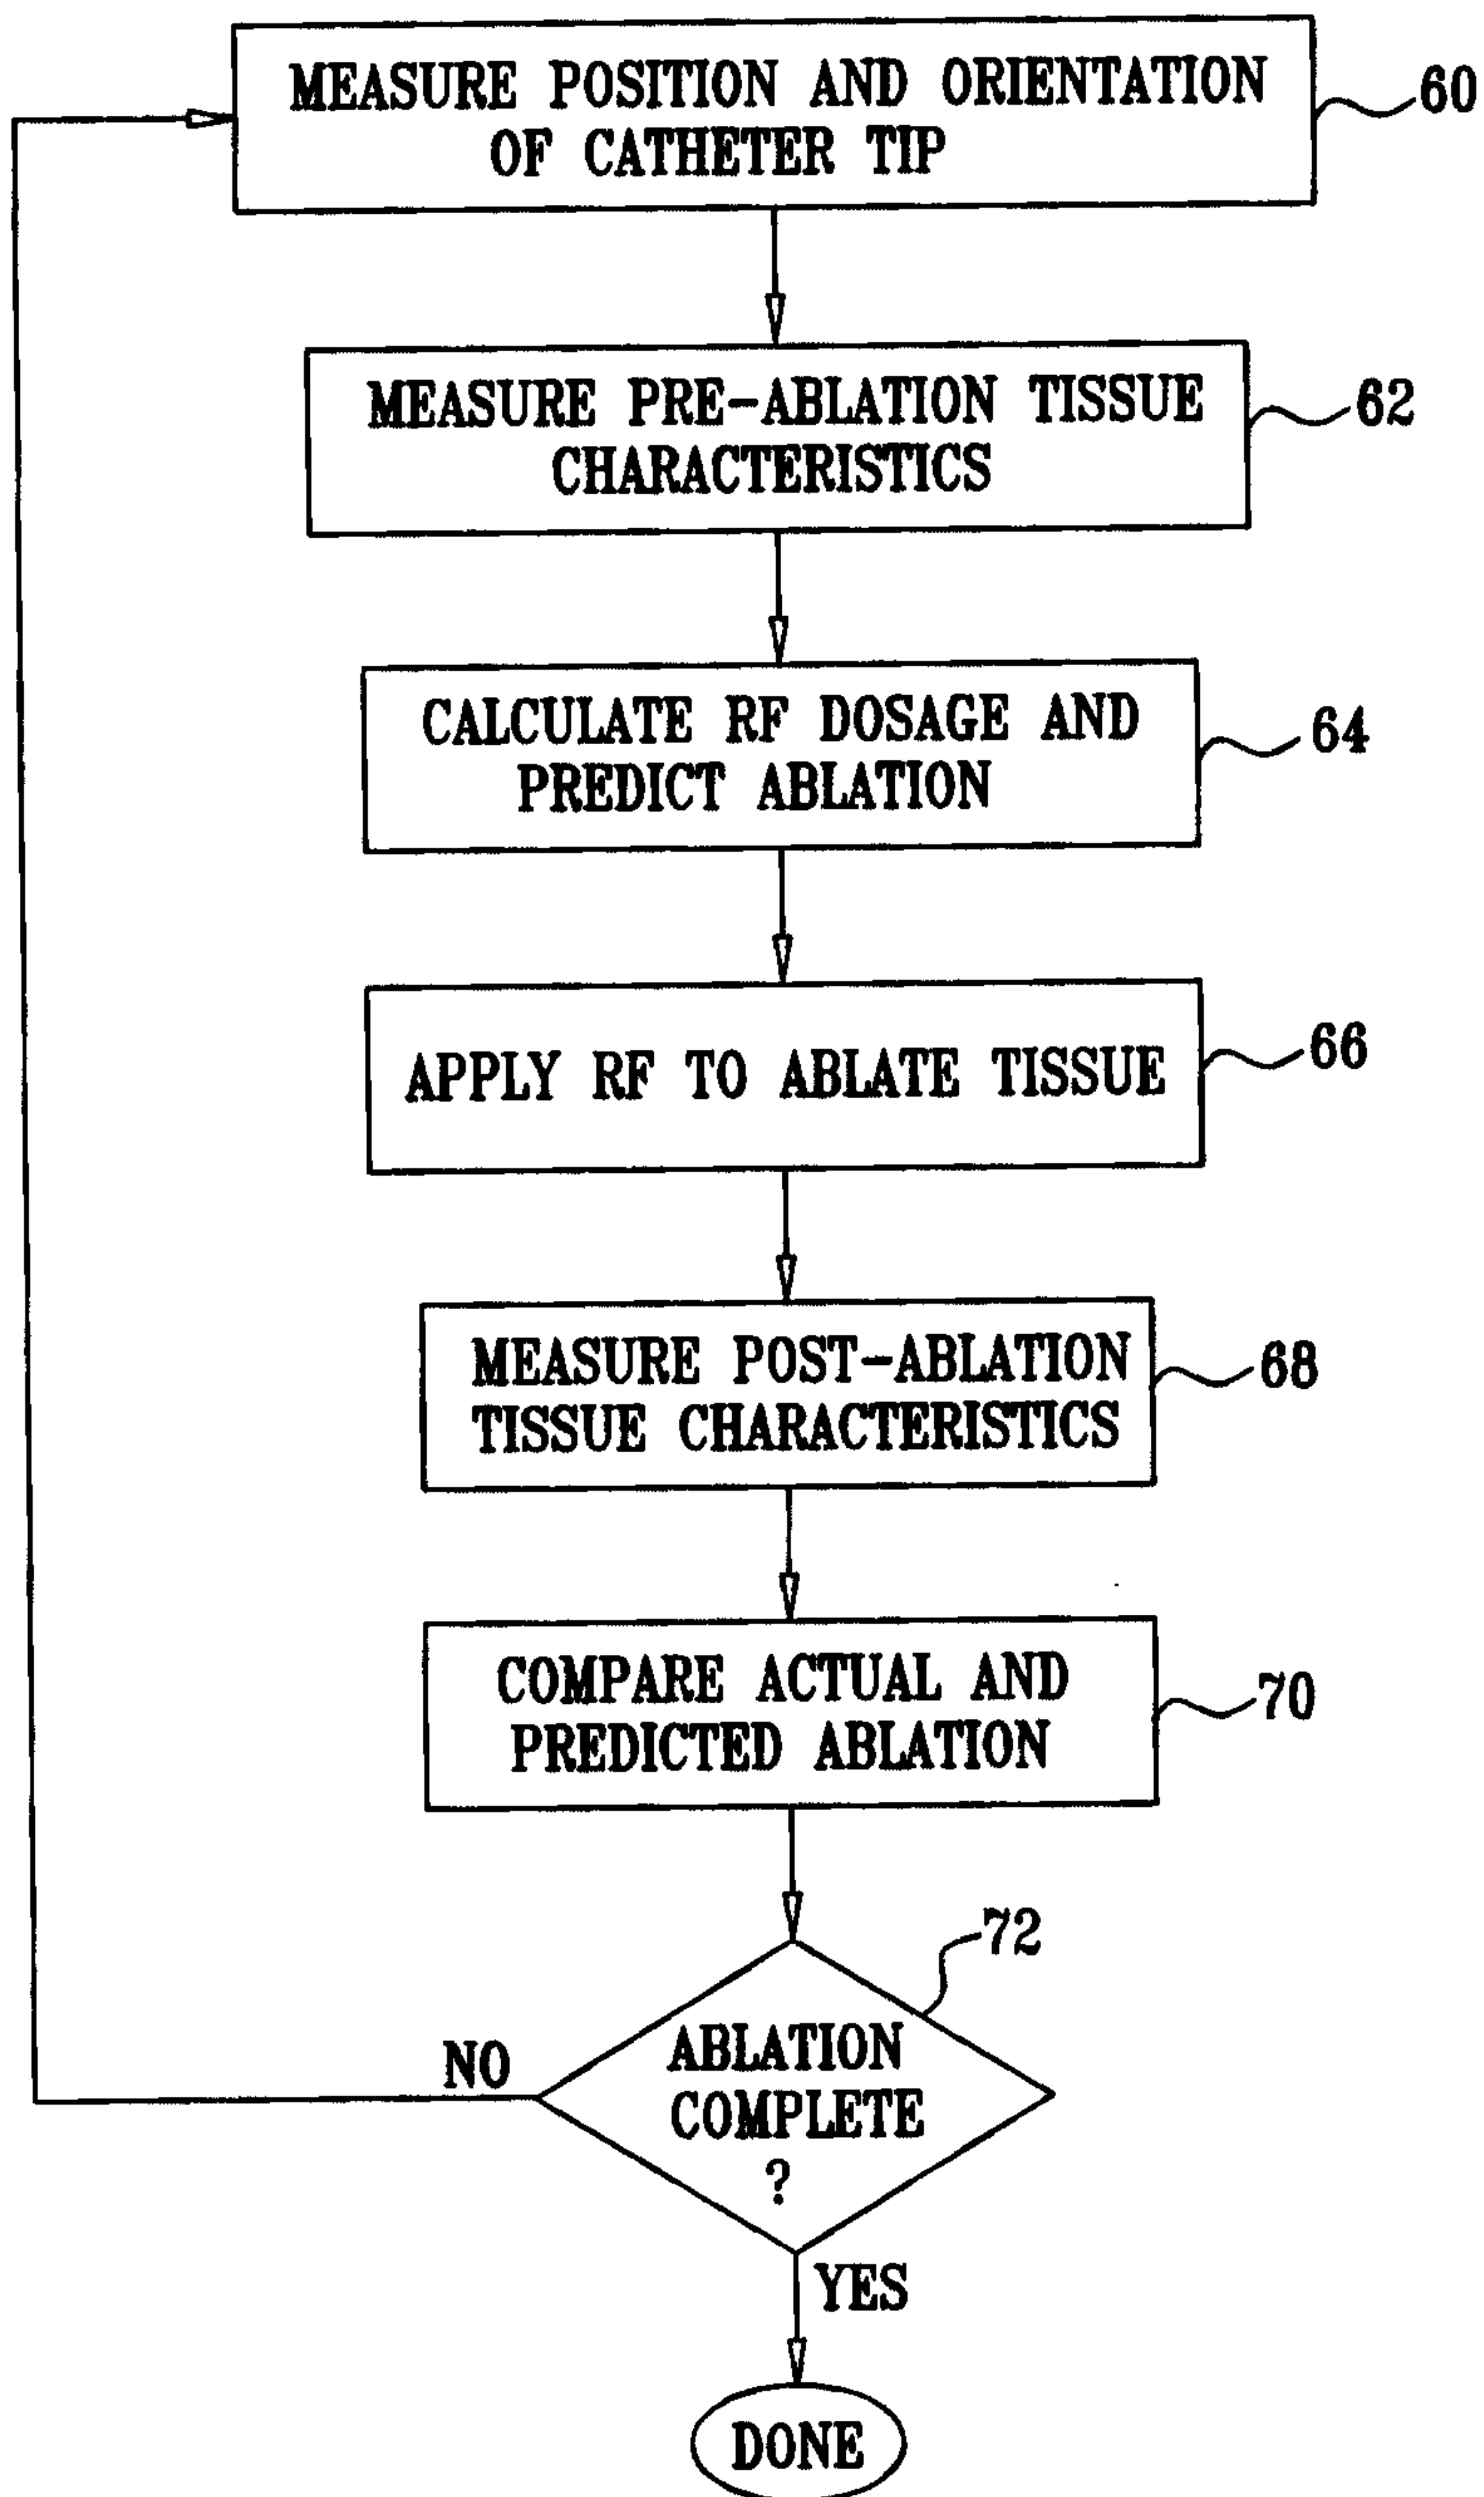 MEASURE POSITION AND ORIENTATION
OF CATHETER TIP
60
MEASURE PRE-ABLATION TISSUE
CHARACTERISTICS
62
CALCULATE RF DOSAGE AND
PREDICT ABLATION
64
APPLY RF TO ABLATE TISSUE
66
MEASURE POST-ABLATION
TISSUE CHARACTERISTICS
68
COMPARE ACTUAL AND
PREDICTED ABLATION
70
72
ABLATION
COMPLETE
?
NO
YES
DONE